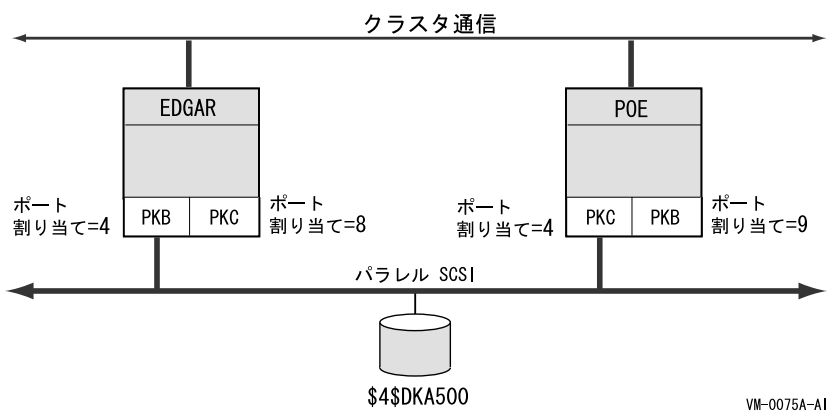 クラスタ通信
EDGAR
POE
ポート
割り当て=4
PKB
PKC
ポート
割り当て=8
ポート
割り当て=4
PKC
PKB
ポート
割り当て=9
パラレル SCSI
$4$DKA500
VM-0075A-AI